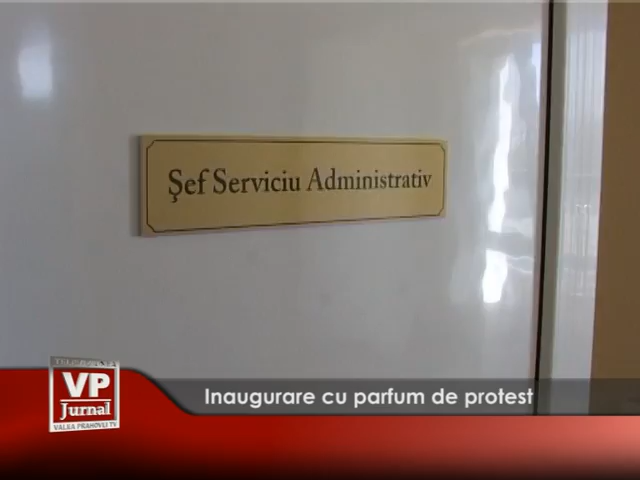 Şef Serviciu Administrativ
Inaugurare cu parfum de protest
VP
Jurnal
VALEA PRAHOVEI TV